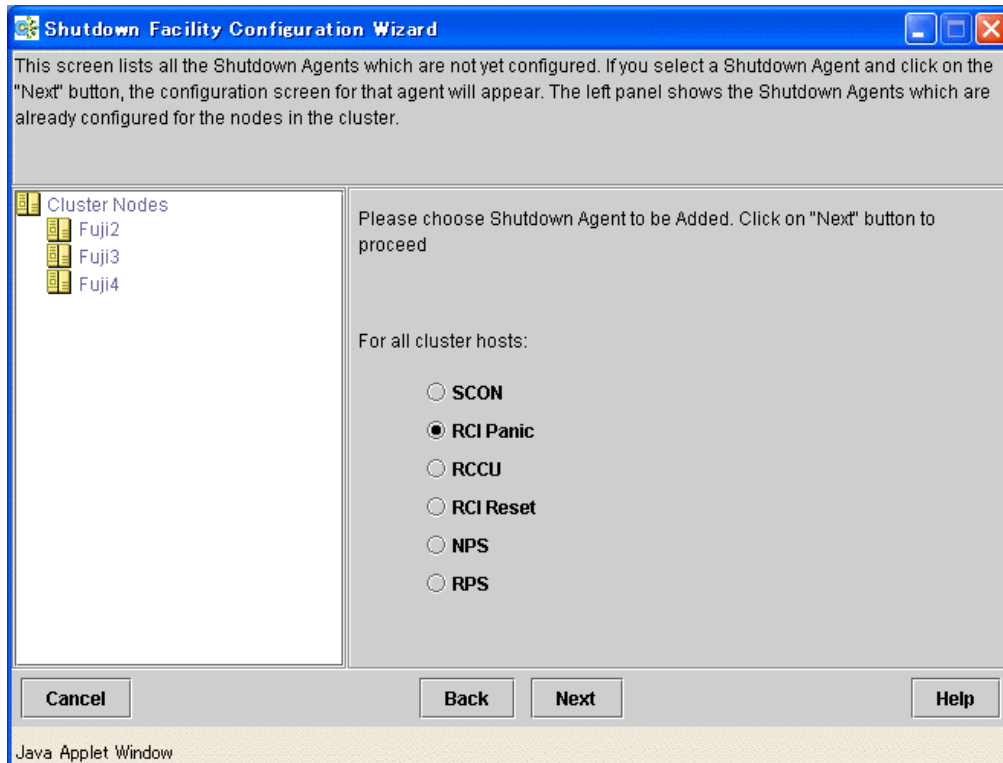 Shutdown Facility Configuration Wizard
This screen lists all the Shutdown Agents which are not yet configured. If you select a Shutdown Agent and click on the
"Next" button, the configuration screen for that agent will appear. The left panel shows the Shutdown Agents which are
already configured for the nodes in the cluster.
Cluster Nodes
Fuji2
Fuji3
Fuji4
Please choose Shutdown Agent to be Added. Click on "Next" button to
proceed
For all cluster hosts:
SCON
RCI Panic
RCCU
RCI Reset
NPS
RPS
Cancel
Back
Next
Help
Java Applet Window